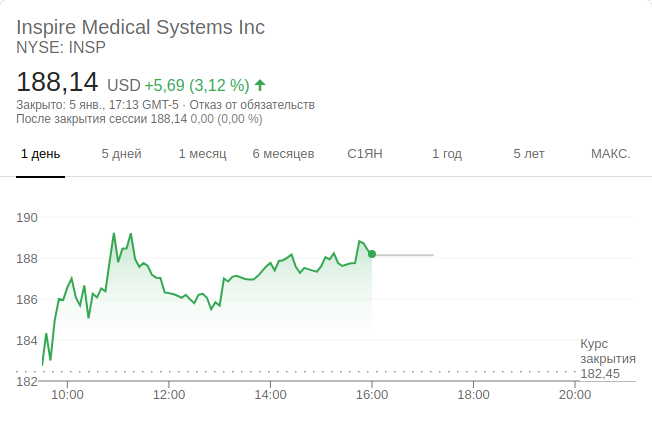 Inspire Medical Systems Inc
NYSE: INSP
188,14 USD +5,69 (3,12 %)
Закрыто: 5 янв., 17:13 GMT-5 · Отказ от обязательств
После закрытия сессии 188,14 0,00 (0,00 %)
1 день 5 дней 1 месяц 6 месяцев С1ЯН 1 год 5 лет МАКС.
190
188
186
184
Курс
закрытия
182,45
182
10:00 12:00 14:00 16:00 18:00 20:00